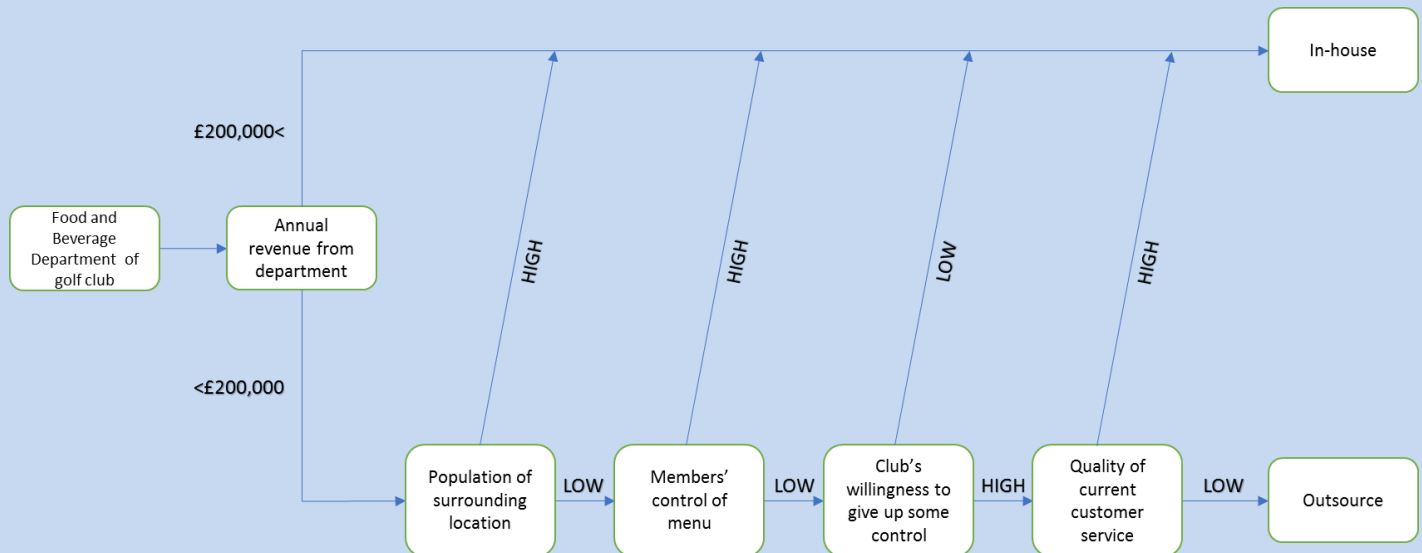 In-house
£200,000<
Food and
Beverage
Department of
golf club
Annual
revenue from
department
HIGH
HIGH
LOW
HIGH
<£200,000
Population of
surrounding
location
LOW
Members'
control of
menu
LOW
Club's
willingness to
give up some
control
HIGH
Quality of
current
customer
service
LOW
Outsource